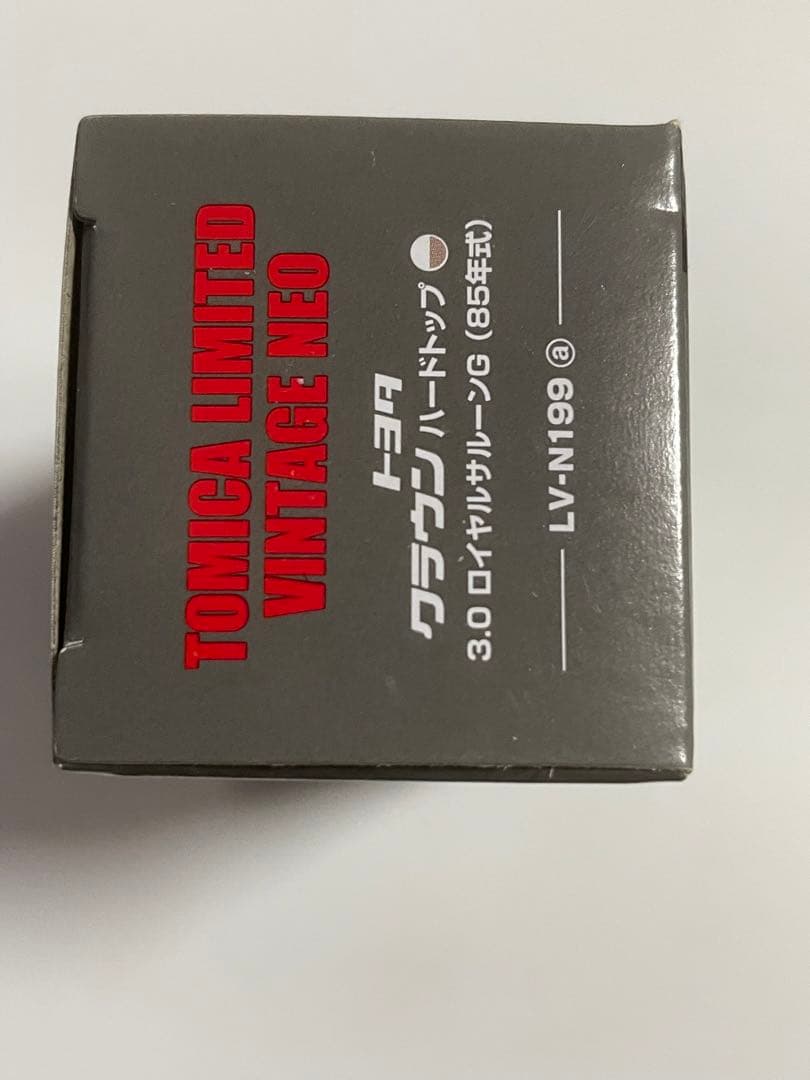 TOMICA LIMITED
VINTAGE NEO
トヨタ
クラウン ハードトップ
3.0 ロイヤルサルーンG (85年式)
LV-N199 ⓐ